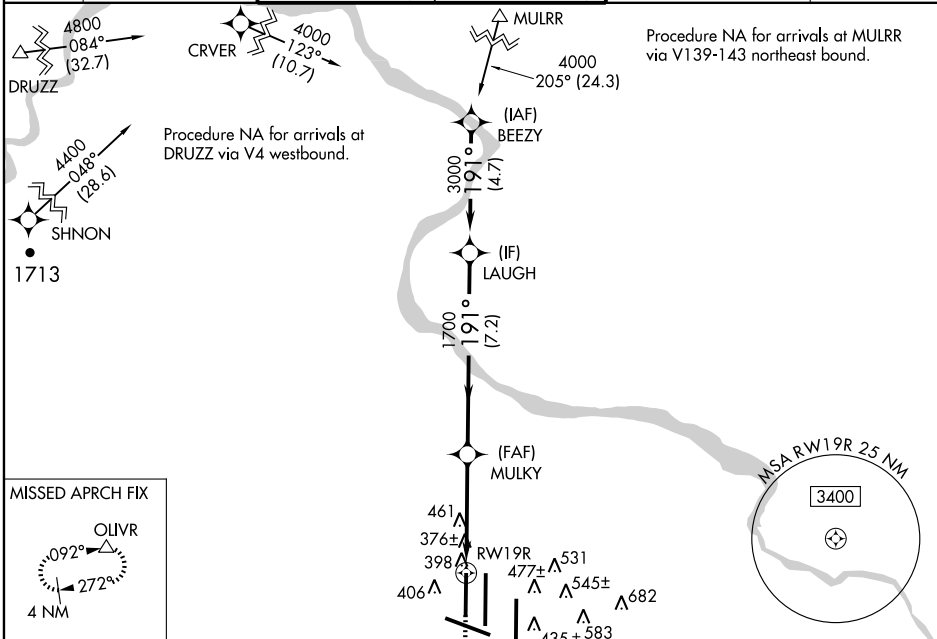 4800
084°
(32.7)
DRUZZ
CRVER
4000
123°
(10.7)
MULRR
4000
205° (24.3)
Procedure NA for arrivals at MULRR
via V139-143 northeast bound.
(IAF)
BEEZY
Procedure NA for arrivals at
DRUZZ via V4 westbound.
4400
048°
(28.6)
SHNON
1713
3000
191°
(4.7)
(IF)
LAUGH
1700
191°
(7.2)
(FAF)
MULKY
MSA RW19R 25 NM
3400
MISSED APRCH FIX
OLIVR
092°
272°
4 NM
461
376±
398
RW19R
406
477±
531
545±
682
435±
583